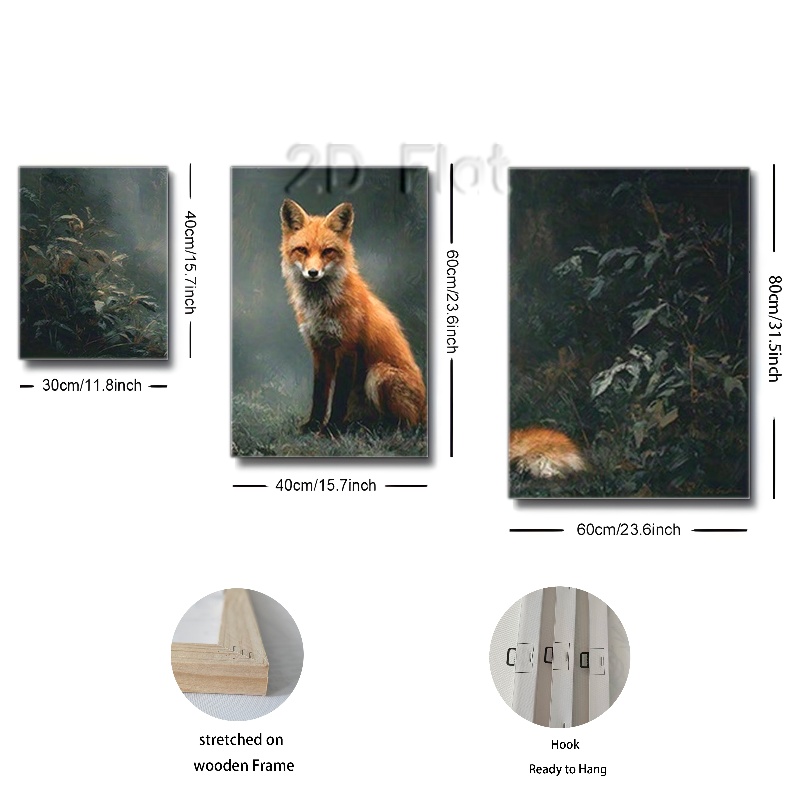 2D Flat
40cm/15.7inch
60cm/23.6inch
80cm/31.5inch
30cm/11.8inch
40cm/15.7inch
60cm/23.6inch
stretched on
wooden Frame
Hook
Ready to Hang